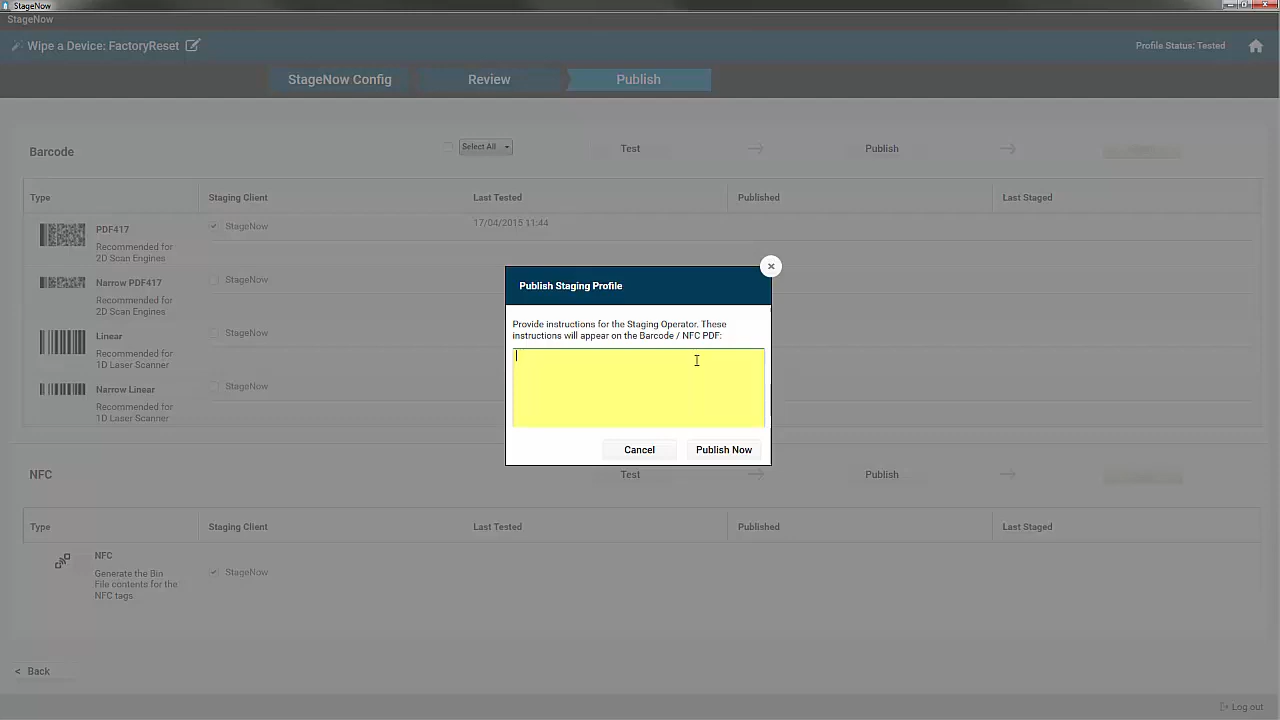 StageNow
StageNow
Wipe a Device: FactoryReset
Profile Status: Tested
StageNow Config
Review
Publish
Barcode
Select All
Test
Publish
Type
Staging Client
Last Tested
Published
Last Staged
PDF417
Recommended for
2D Scan Engines
StageNow
17/04/2015 11:44
Narrow PDF417
Recommended for
2D Scan Engines
StageNow
Linear
Recommended for
1D Laser Scanner
StageNow
Narrow Linear
Recommended for
1D Laser Scanner
StageNow
Publish Staging Profile
Provide instructions for the Staging Operator. These
instructions will appear on the Barcode / NFC PDF:
Cancel
Publish Now
NFC
Test
Publish
Type
Staging Client
Last Tested
Published
Last Staged
NFC
Generate the Bin
File contents for the
NFC tags.
StageNow
< Back
Log out